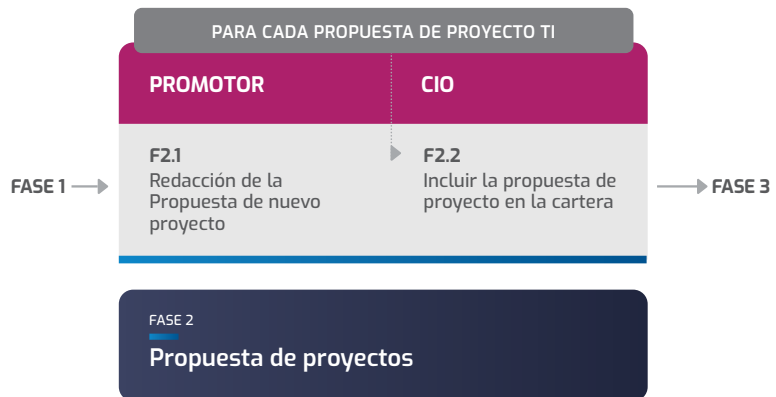 PARA CADA PROPUESTA DE PROYECTO TI
PROMOTOR
CIO
FASE 1
F2.1
Redacción de la
Propuesta de nuevo
proyecto
F2.2
Incluir la propuesta de
proyecto en la cartera
FASE 3
FASE 2
Propuesta de proyectos